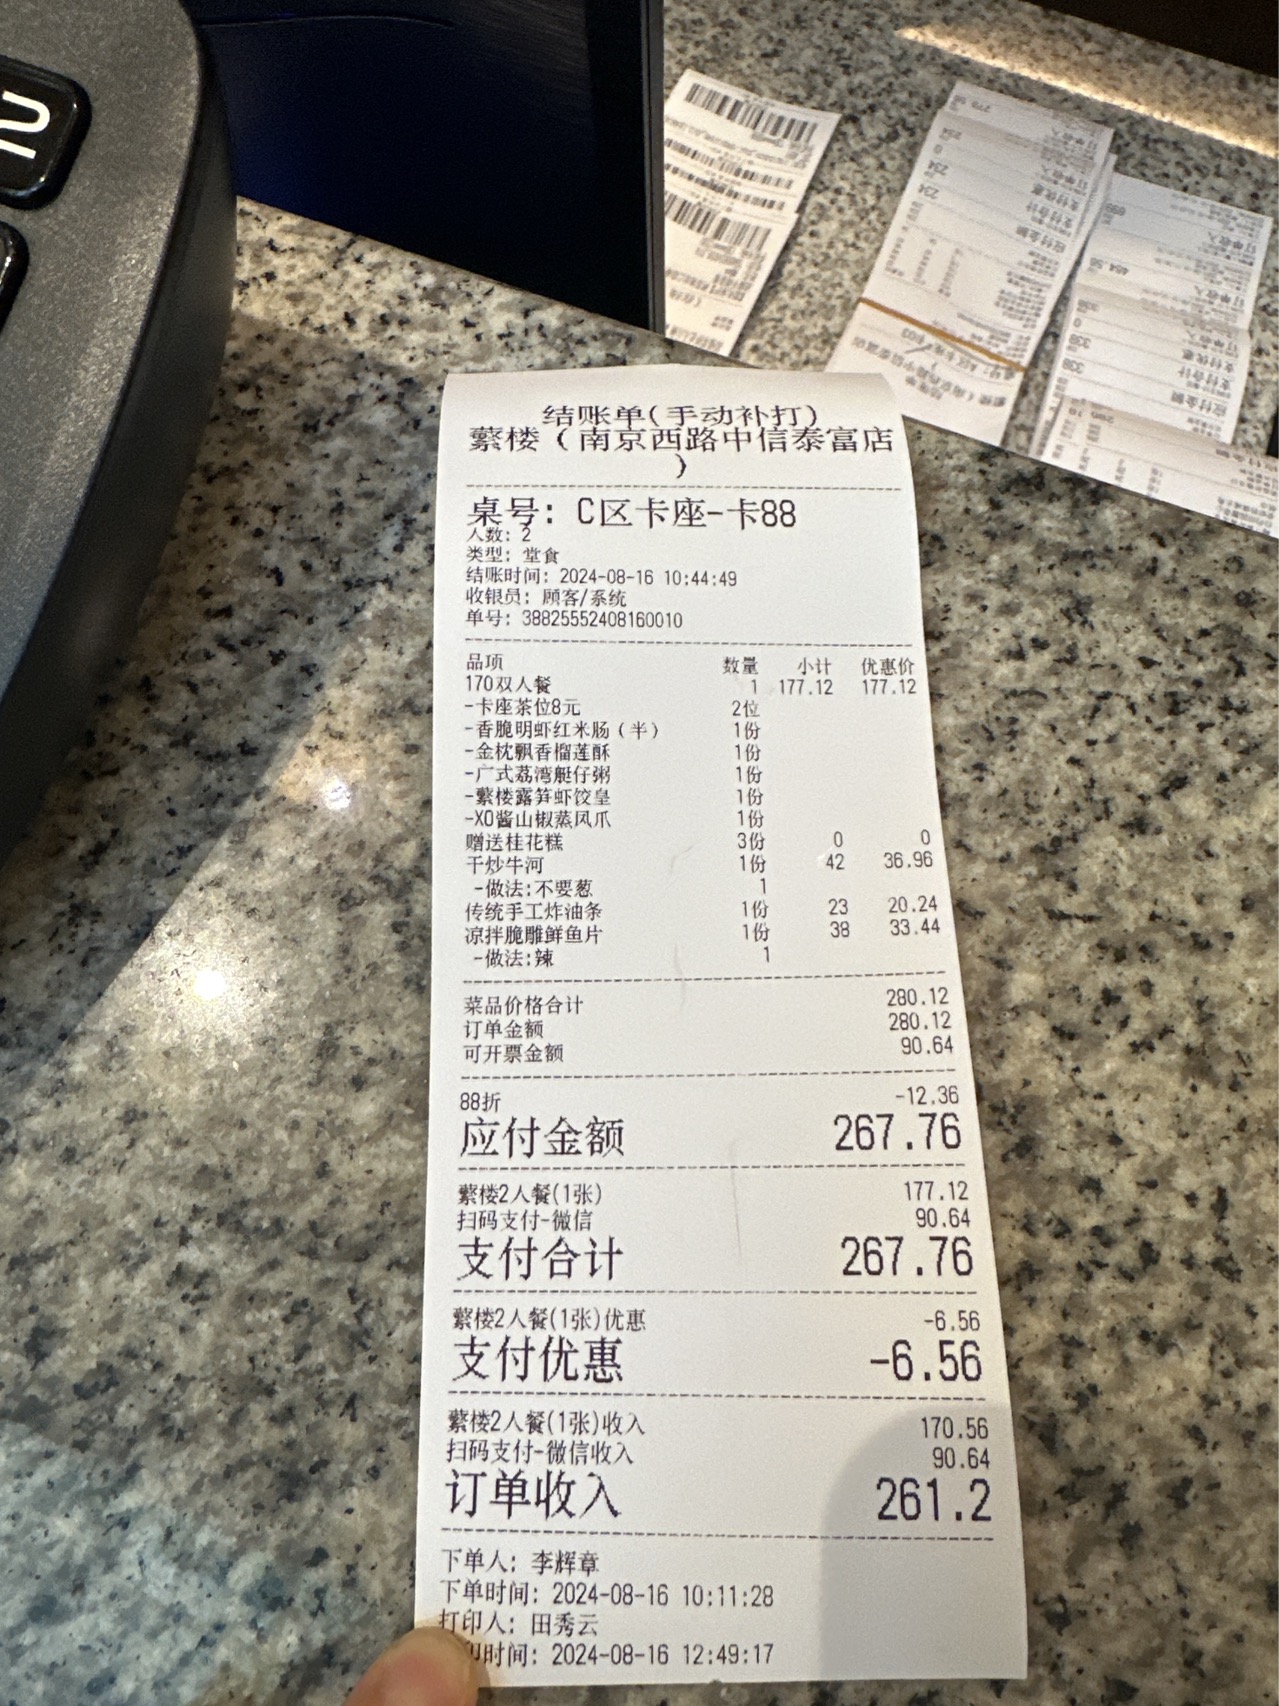 结账单(手动补打)
蘩楼（南京西路中信泰富店
）
桌号: C区卡座-卡88
人数: 2
类型: 堂食
结账时间: 2024-08-16 10:44:49
收银员: 顾客/系统
单号: 38825552408160010
品项 数量 小计 优惠价
170双人餐 1 177.12 177.12
-卡座茶位8元 2位
-香脆明虾红米肠（半） 1份
-金枕飘香榴莲酥 1份
-广式荔湾艇仔粥 1份
-蘩楼露笋虾饺皇 1份
-XO酱山椒蒸凤爪 1份
赠送桂花糕 3份 0 0
干炒牛河 1份 42 36.96
-做法:不要葱 1
传统手工炸油条 1份 23 20.24
凉拌脆雕鲜鱼片 1份 38 33.44
-做法:辣 1
菜品价格合计 280.12
订单金额 280.12
可开票金额 90.64
88折 -12.36
应付金额 267.76
蘩楼2人餐(1张) 177.12
扫码支付-微信 90.64
支付合计 267.76
蘩楼2人餐(1张)优惠 -6.56
支付优惠 -6.56
蘩楼2人餐(1张)收入 170.56
扫码支付-微信收入 90.64
订单收入 261.2
下单人: 李辉章
下单时间: 2024-08-16 10:11:28
打印人: 田秀云
印时间: 2024-08-16 12:49:17